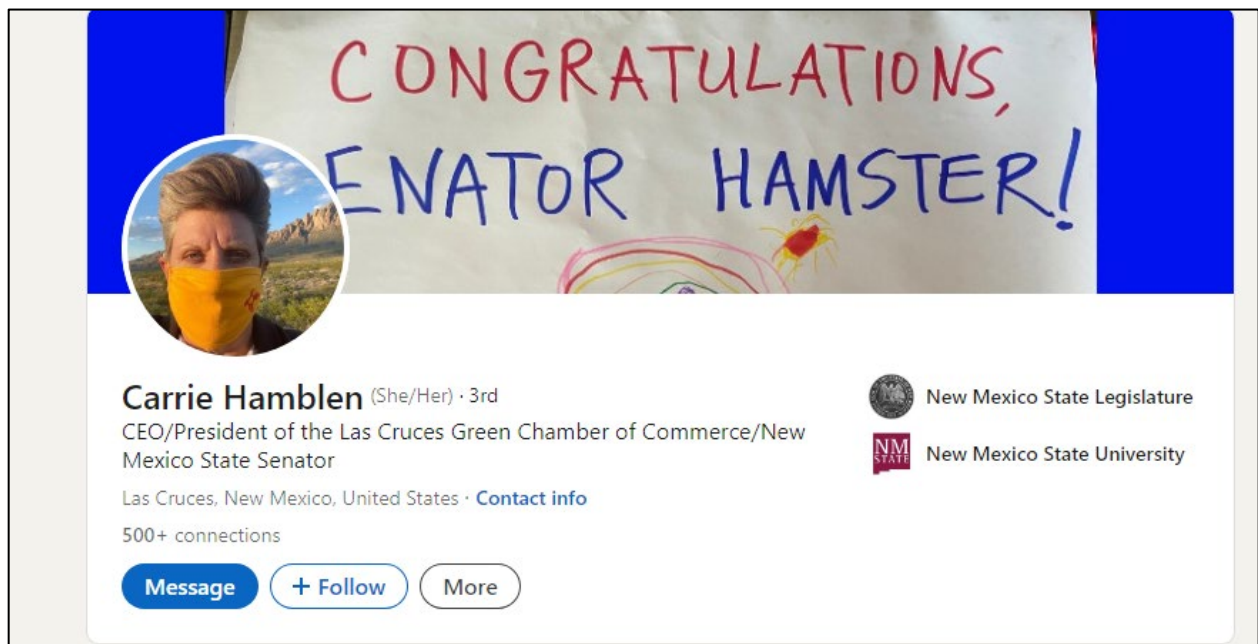 CONGRATULATIONS,
ENATOR HAMSTER!
Carrie Hamblen (She/Her) · 3rd
CEO/President of the Las Cruces Green Chamber of Commerce/New
Mexico State Senator
Las Cruces, New Mexico, United States · Contact info
500+ connections
Message
+ Follow
More
New Mexico State Legislature
NM
STATE
New Mexico State University